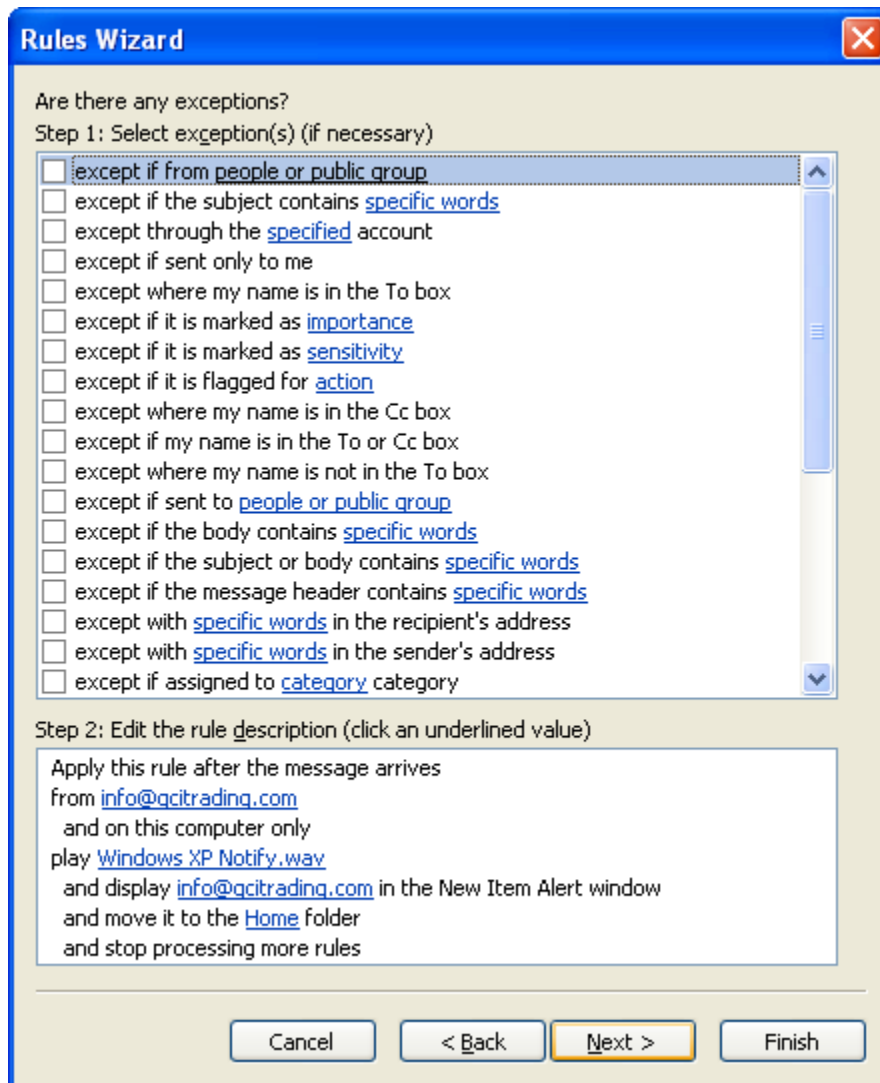 Rules Wizard
Are there any exceptions?
Step 1: Select exception(s) (if necessary)
except if from people or public group
except if the subject contains specific words
except through the specified account
except if sent only to me
except where my name is in the To box
except if it is marked as importance
except if it is marked as sensitivity
except if it is flagged for action
except where my name is in the Cc box
except if my name is in the To or Cc box
except where my name is not in the To box
except if sent to people or public group
except if the body contains specific words
except if the subject or body contains specific words
except if the message header contains specific words
except with specific words in the recipient's address
except with specific words in the sender's address
except if assigned to category category
Step 2: Edit the rule description (click an underlined value)
Apply this rule after the message arrives
from info@gcitrading.com
and on this computer only
play Windows XP Notify.wav
and display info@gcitrading.com in the New Item Alert window
and move it to the Home folder
and stop processing more rules
Cancel < Back Next > Finish